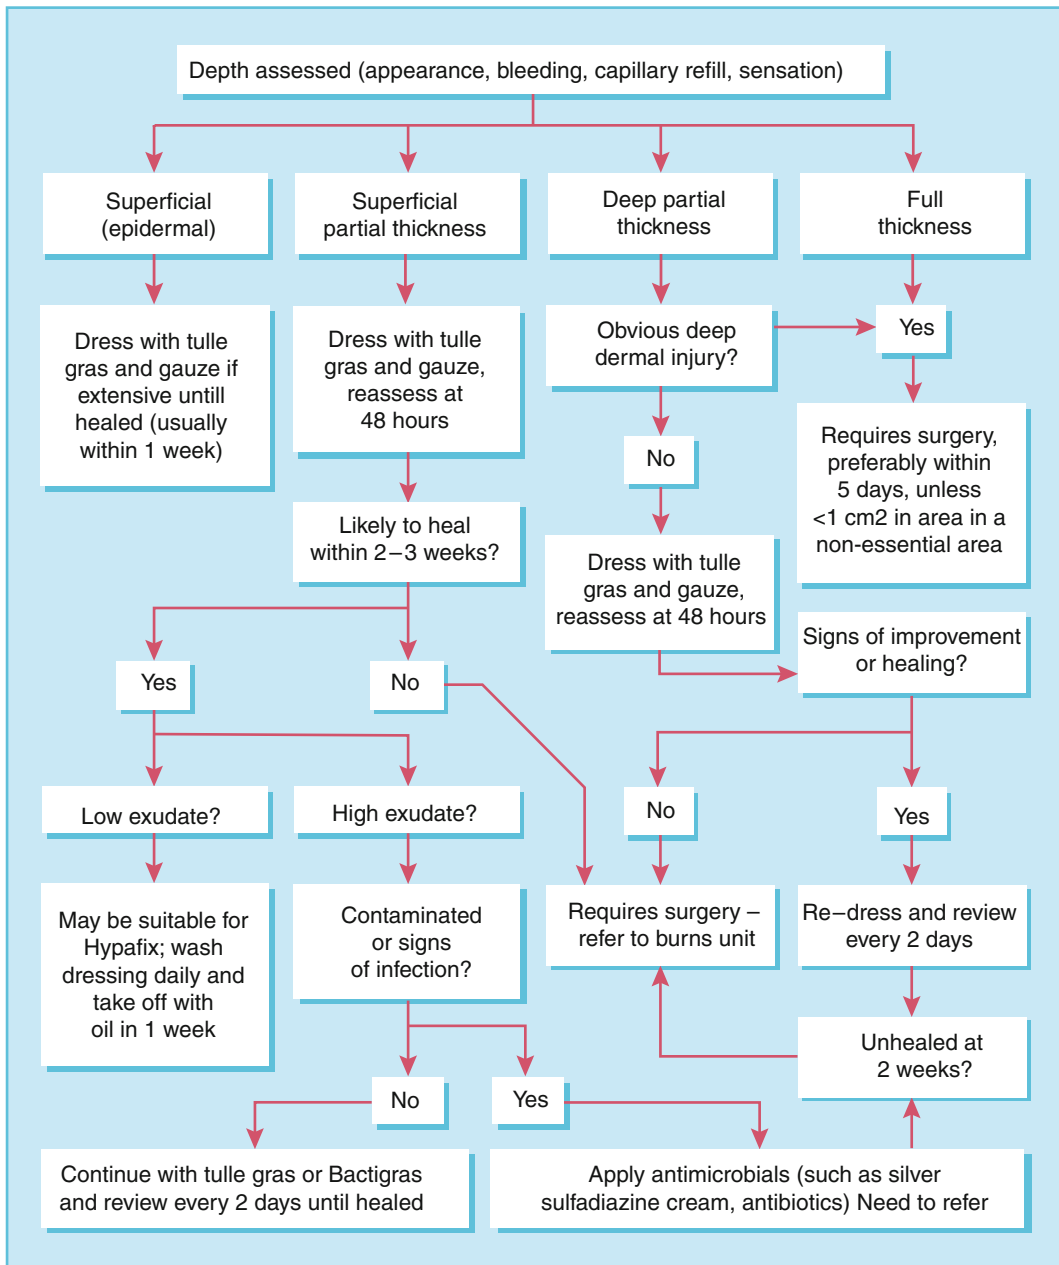 Depth assessed (appearance, bleeding, capillary refill, sensation)
Superficial
(epidermal)
Superficial
partial thickness
Deep partial
thickness
Full
thickness
Dress with tulle
gras and gauze if
extensive untill
healed (usually
within 1 week)
Dress with tulle
gras and gauze,
reassess at
48 hours
Obvious deep
dermal injury?
Yes
No
Requires surgery,
preferably within
5 days, unless
<1 cm2 in area in a
non-essential area
Likely to heal
within 2–3 weeks?
Dress with tulle
gras and gauze,
reassess at 48 hours
Signs of improvement
or healing?
Yes
No
No
Yes
Low exudate?
High exudate?
May be suitable for
Hypafix; wash
dressing daily and
take off with
oil in 1 week
Contaminated
or signs
of infection?
Requires surgery –
refer to burns unit
Re–dress and review
every 2 days
Unhealed at
2 weeks?
No
Yes
Continue with tulle gras or Bactigras
and review every 2 days until healed
Apply antimicrobials (such as silver
sulfadiazine cream, antibiotics) Need to refer